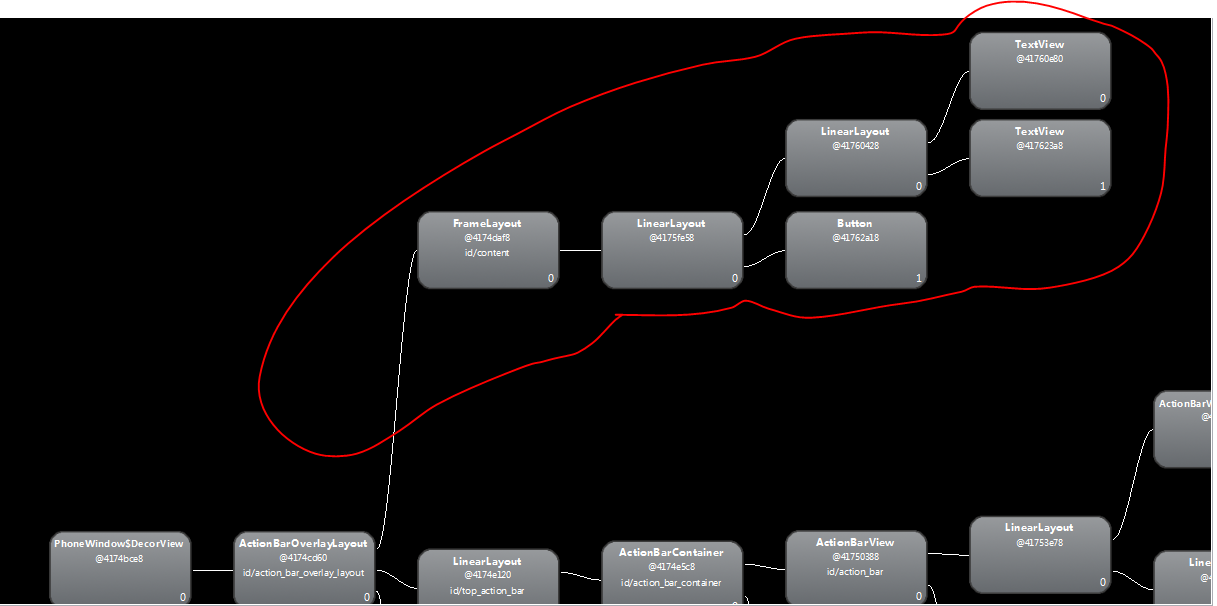 TextView
@41760e80
0
LinearLayout
@41760428
0
TextView
@417623a8
1
FrameLayout
@4174daf8
id/content
0
LinearLayout
@4175fe58
0
Button
@41762a18
1
ActionBarV
PhoneWindow$DecorView
@4174bce8
0
ActionBarOverlayLayout
@4174cd60
id/action_bar_overlay_layout
0
LinearLayout
@4174e120
id/top_action_bar
ActionBarContainer
@4174e5c8
id/action_bar_container
ActionBarView
@41750388
id/action_bar
0
LinearLayout
@41753e78
0
Line